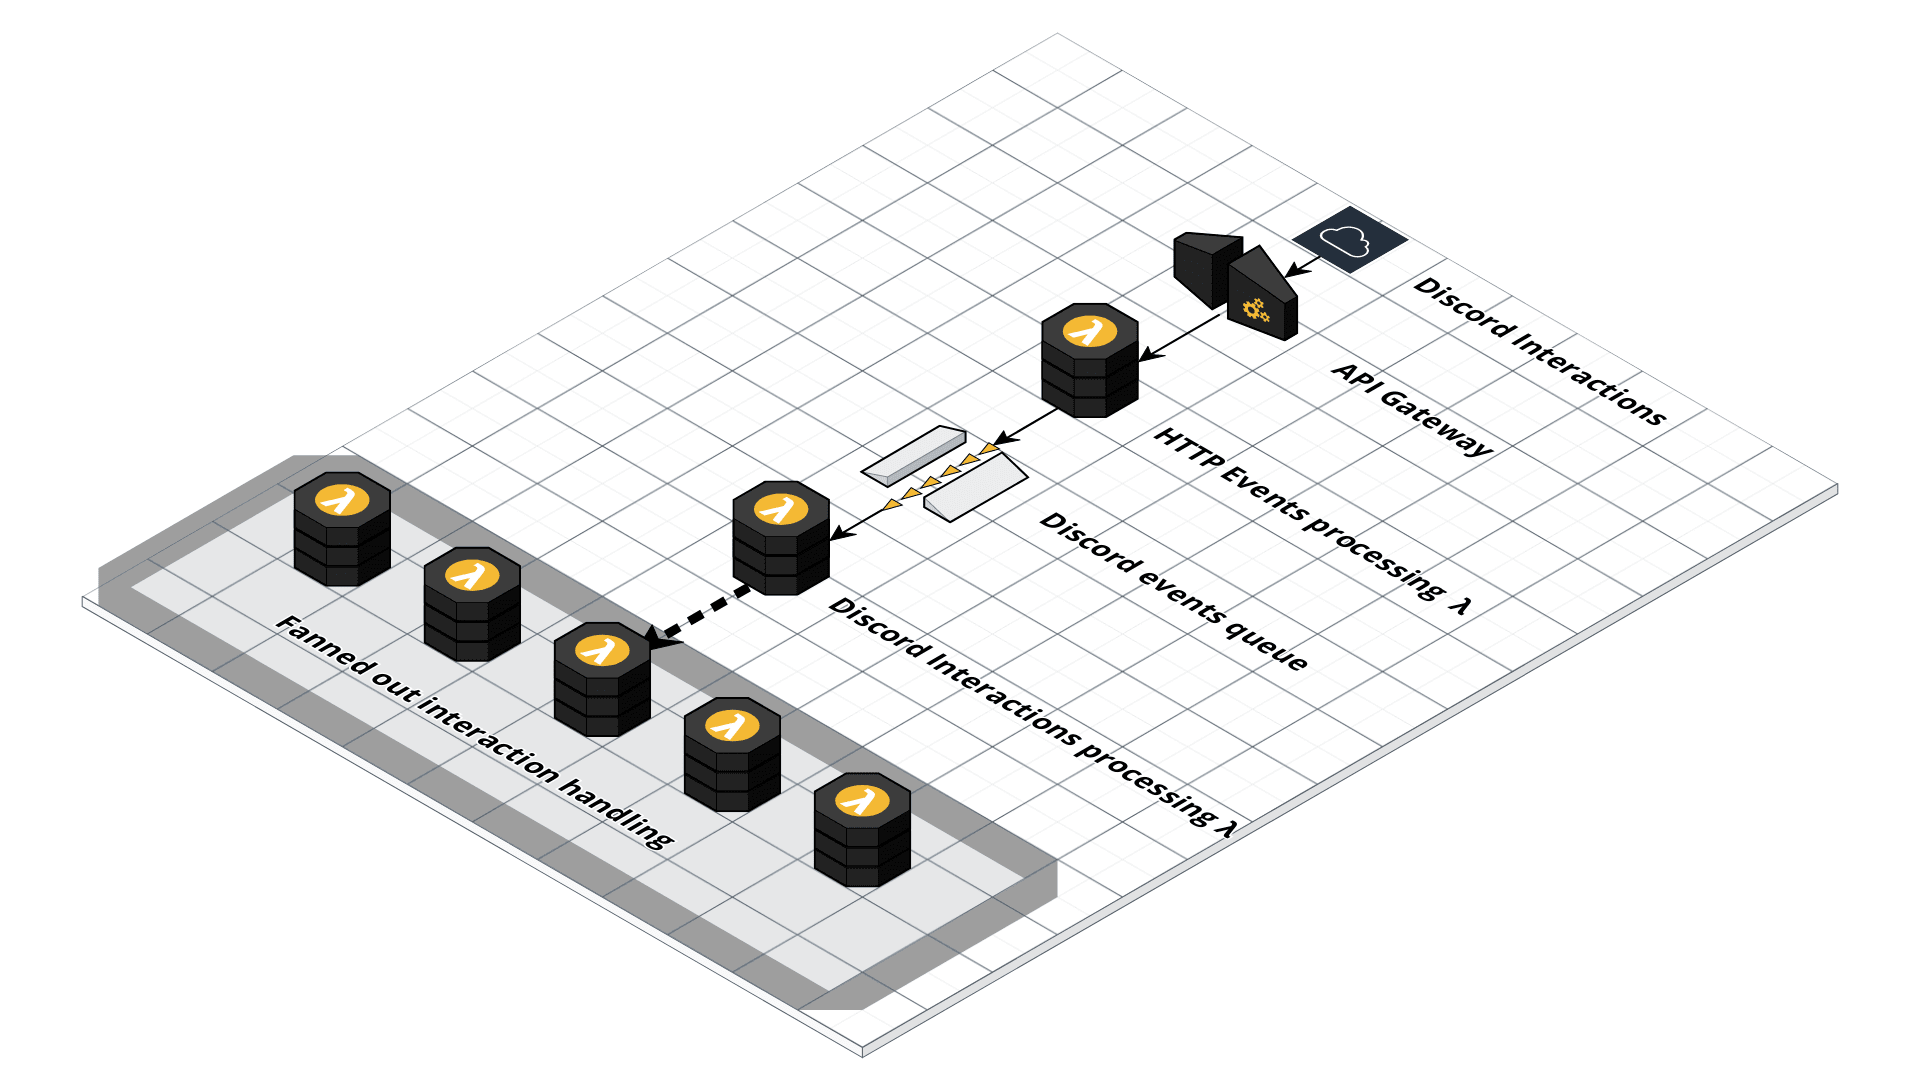 Discord Interactions
API Gateway
HTTP Events processing λ
Discord events queue
Discord Interactions processing λ
Fanned out interaction handling
λ
λ
λ
λ
λ
λ
λ